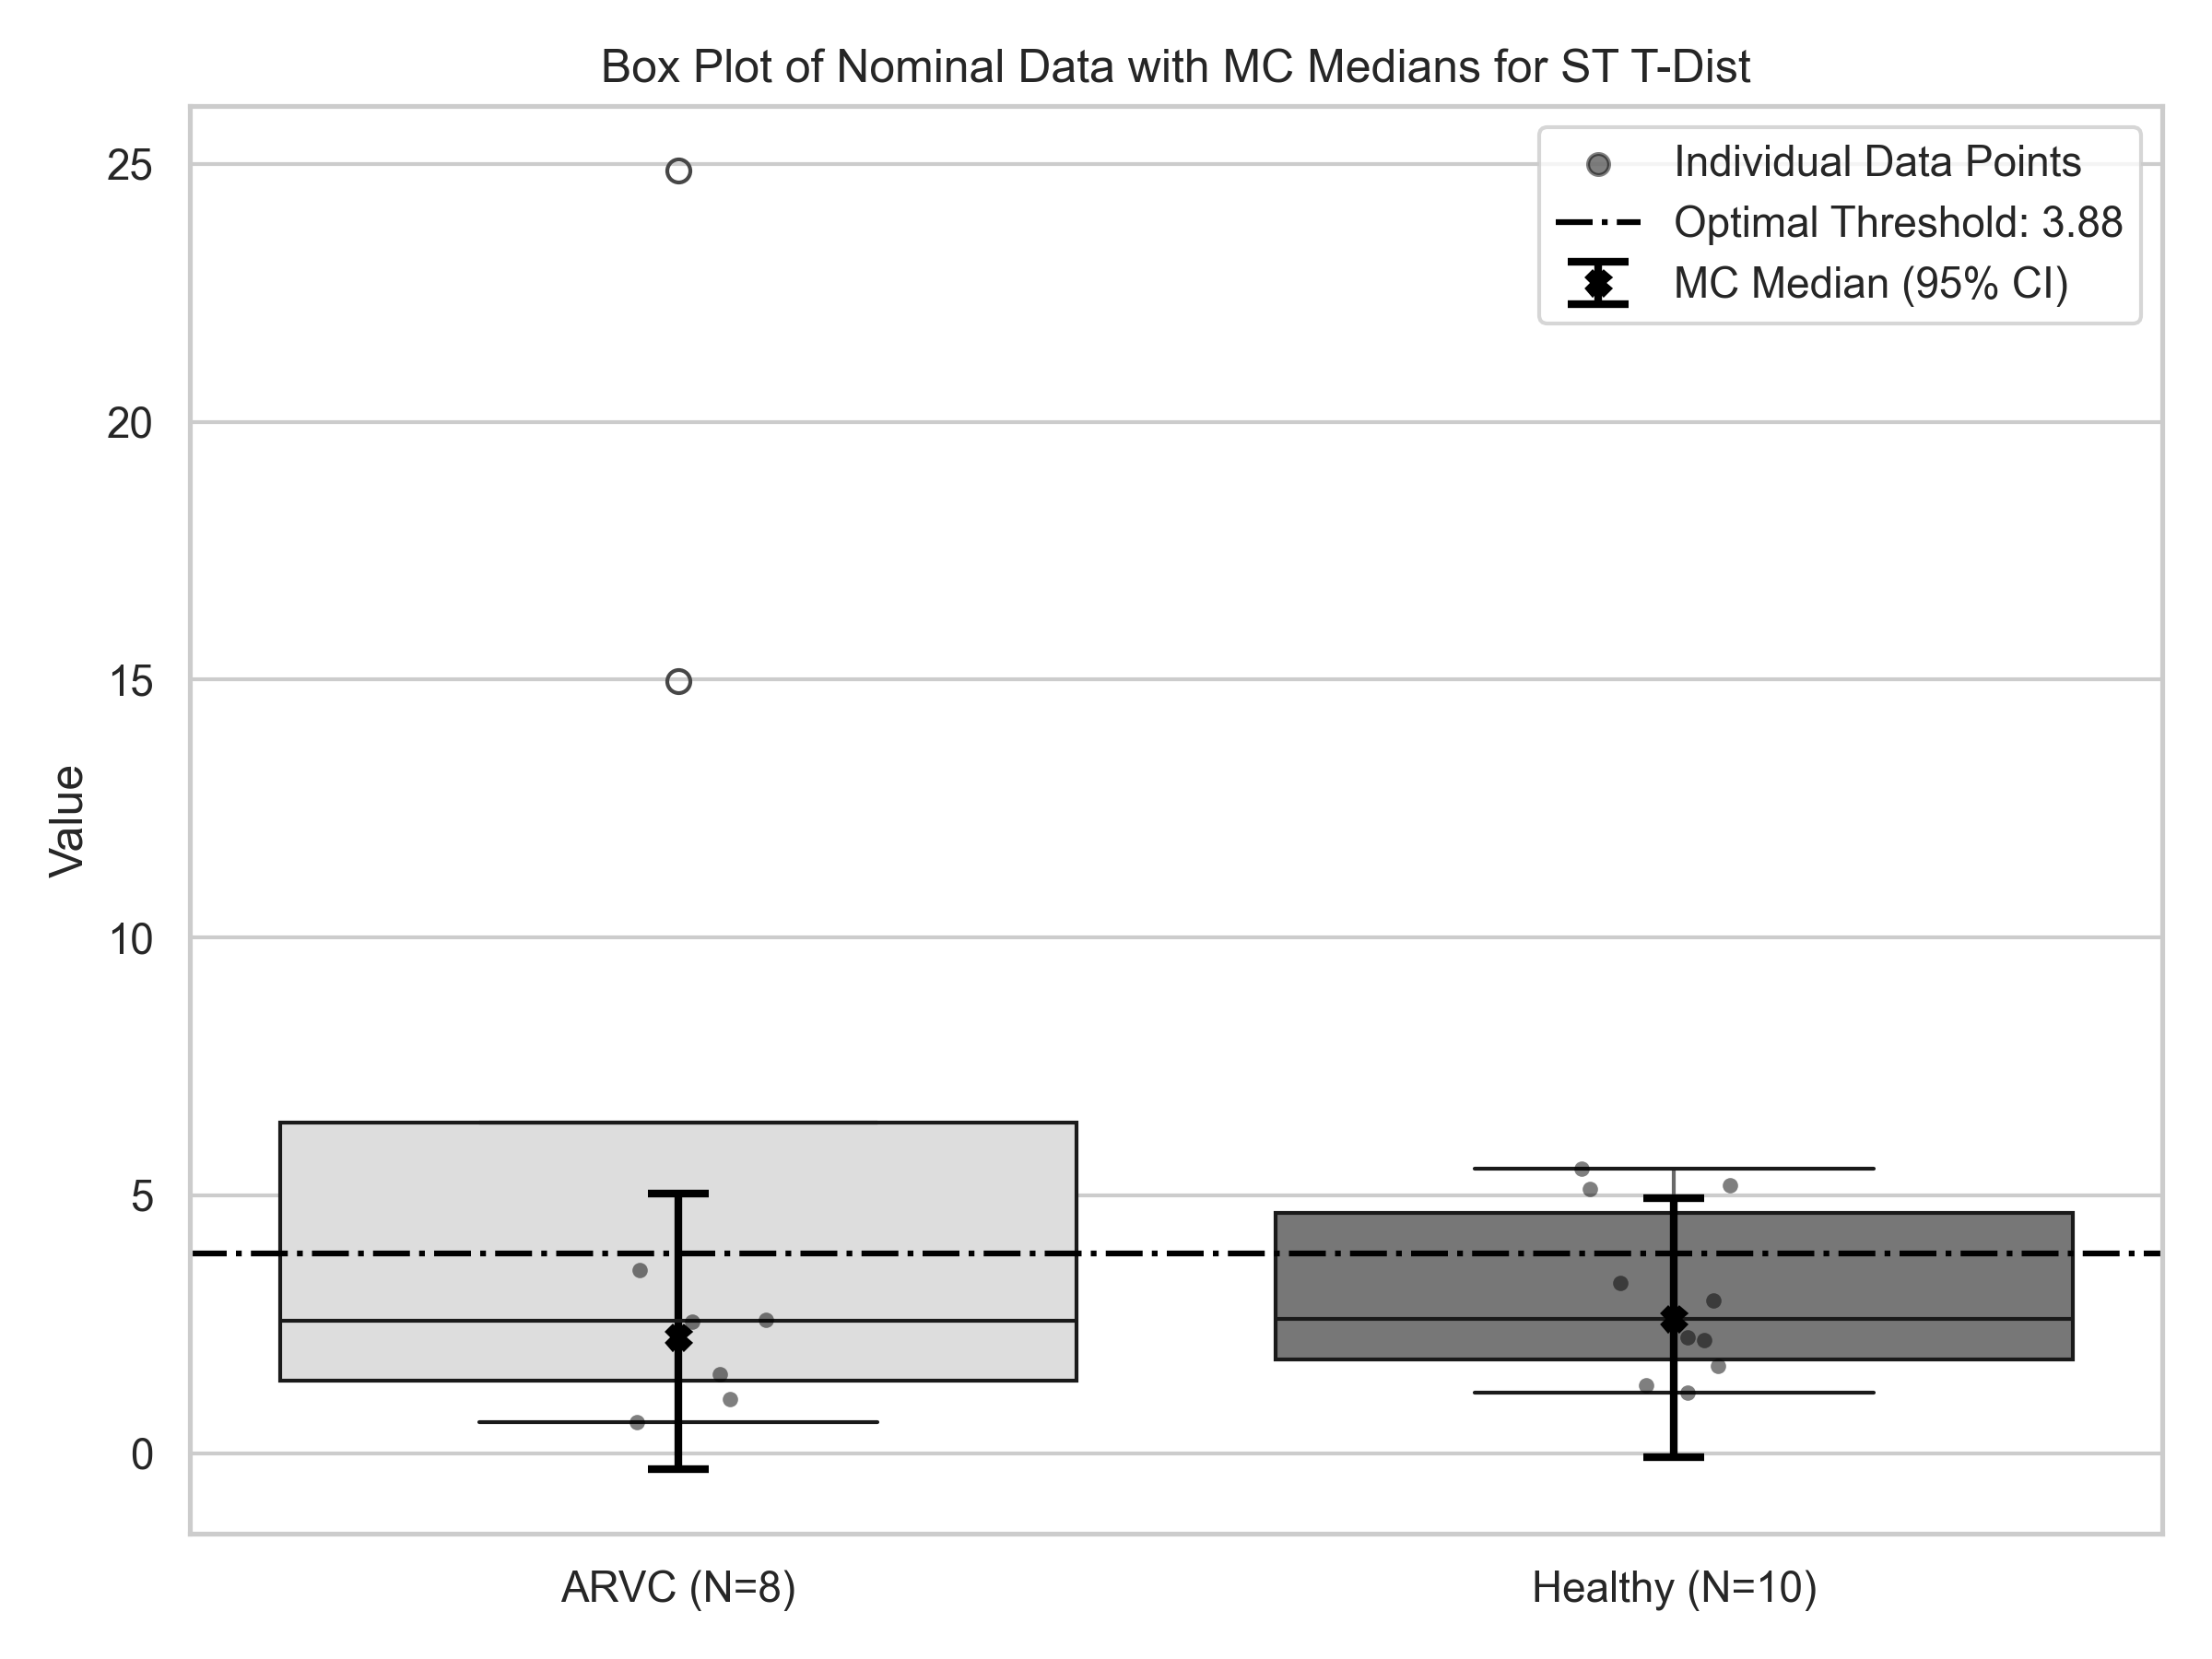 Box Plot of Nominal Data with MC Medians for ST T-Dist
Individual Data Points
Optimal Threshold: 3.88
MC Median (95% CI)
25
20
15
10
5
0
Value
ARVC (N=8)
Healthy (N=10)